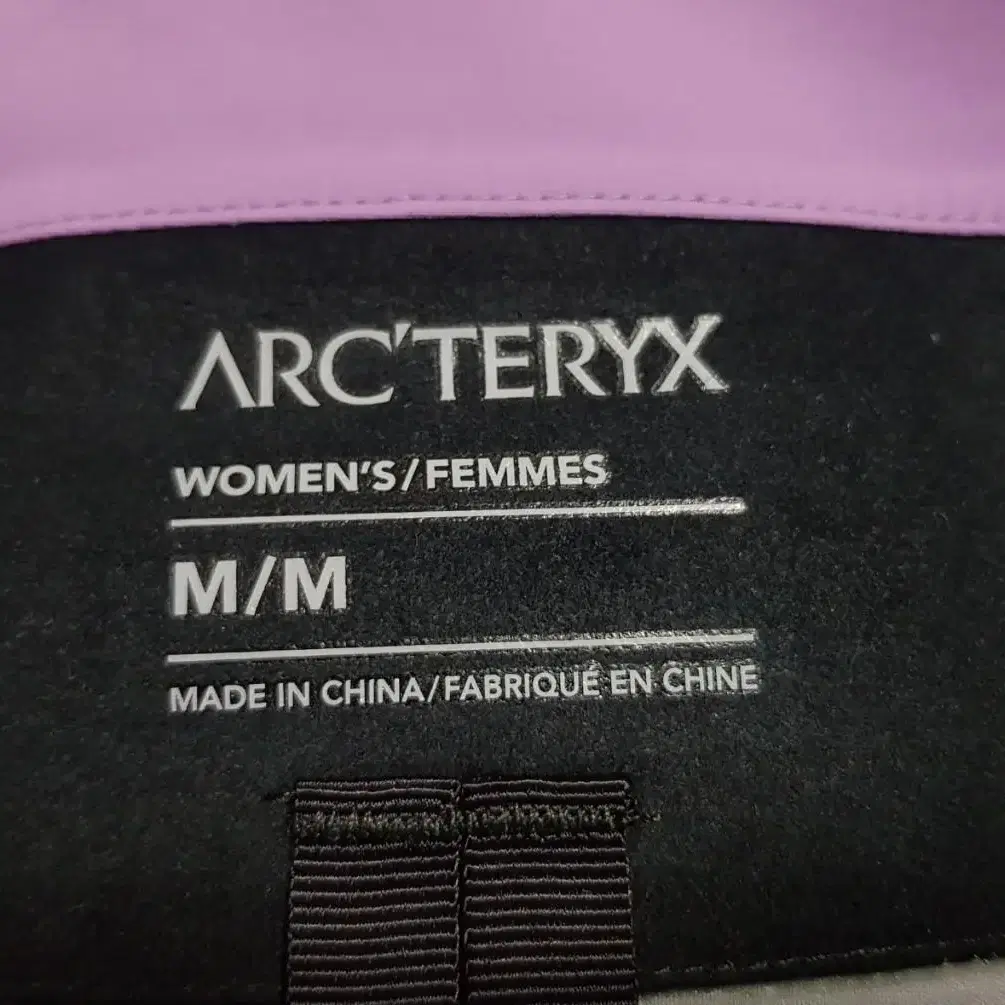 ARC'TERYX
WOMEN'S/FEMMES
M/M
MADE IN CHINA/FABRIQUÉ EN CHINE